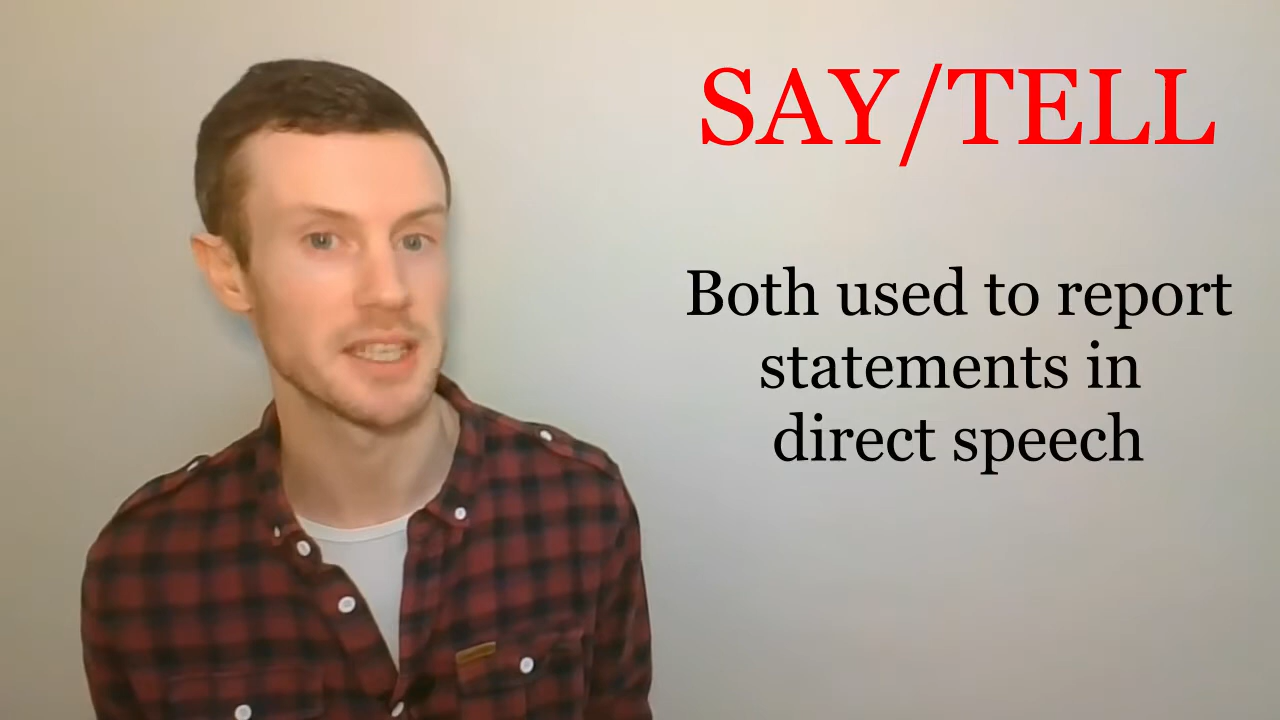 SAY/TELL
Both used to report
statements in
direct speech